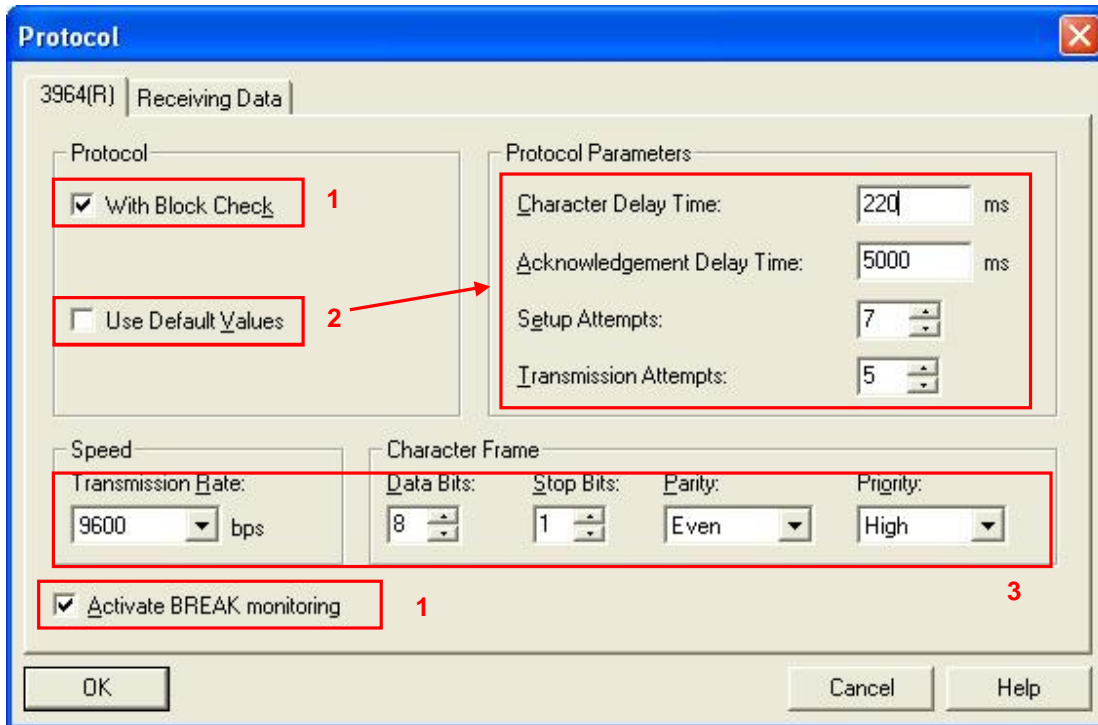 Protocol
3964(R) Receiving Data
Protocol
With Block Check 1
Use Default Values 2
Protocol Parameters
Character Delay Time: 220 ms
Acknowledgement Delay Time: 5000 ms
Setup Attempts: 7
Transmission Attempts: 5
Speed
Transmission Rate:
9600 bps
Character Frame
Data Bits: Stop Bits: Parity: Priority:
8 1 Even High
3
Activate BREAK monitoring 1
OK Cancel Help